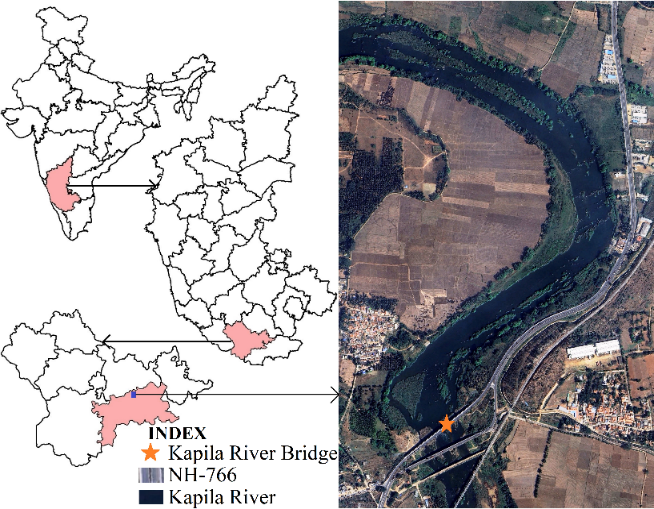 INDEX
Kapila River Bridge
NH-766
Kapila River